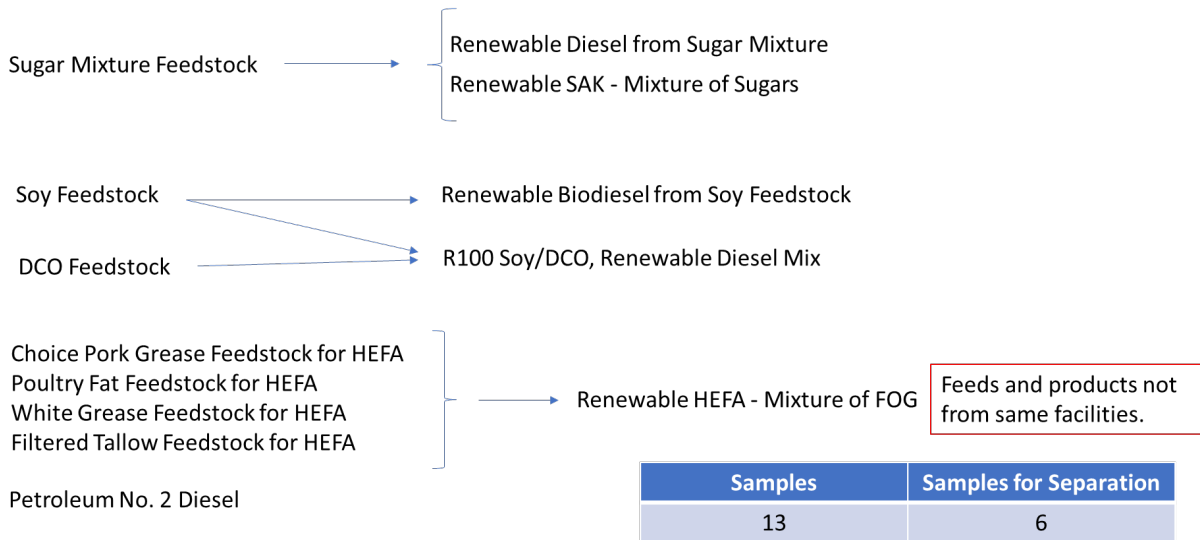 Sugar Mixture Feedstock
Renewable Diesel from Sugar Mixture
Renewable SAK - Mixture of Sugars
Soy Feedstock
Renewable Biodiesel from Soy Feedstock
DCO Feedstock
R100 Soy/DCO, Renewable Diesel Mix
Choice Pork Grease Feedstock for HEFA
Poultry Fat Feedstock for HEFA
White Grease Feedstock for HEFA
Filtered Tallow Feedstock for HEFA
Renewable HEFA - Mixture of FOG
Feeds and products not
from same facilities.
Petroleum No. 2 Diesel
Samples
Samples for Separation
13
6